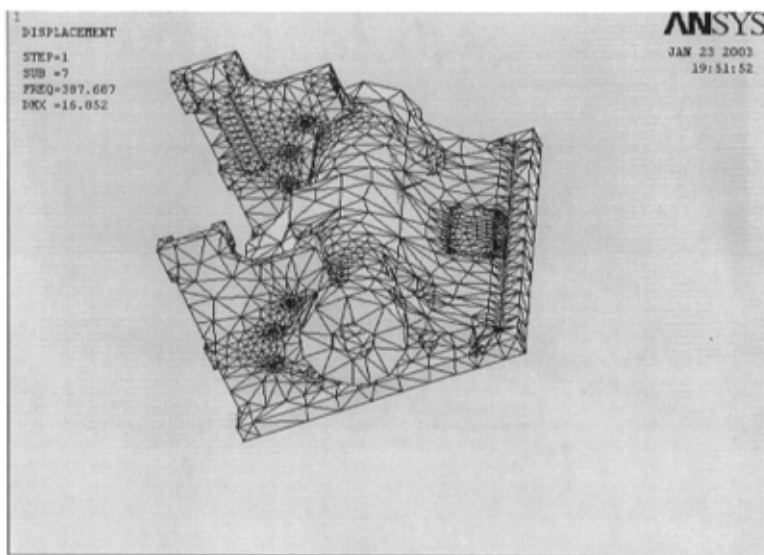 1
DISPLACEMENT
STEP=1
SUB =7
FREQ=387.687
DMX =16.852
ANSYS
JAN 23 2003
19:51:52